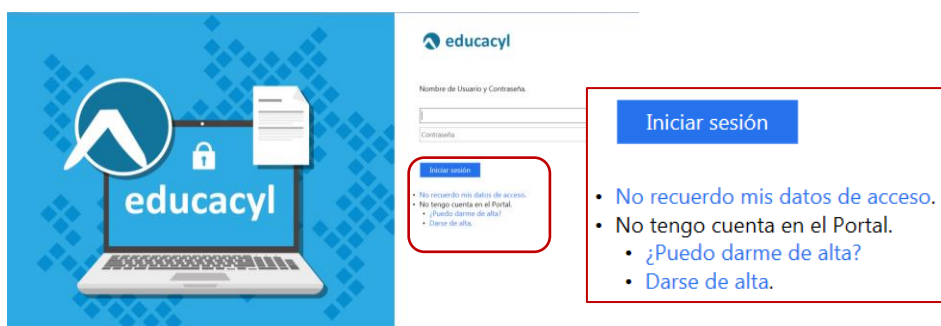 educacyl
educacyl
Nombre de Usuario y Contraseña.
Contraseña
Iniciar sesión
• No recuerdo mis datos de acceso.
• No tengo cuenta en el Portal.
• ¿Puedo darme de alta?
• Darse de alta.
Iniciar sesión
• No recuerdo mis datos de acceso.
• No tengo cuenta en el Portal.
• ¿Puedo darme de alta?
• Darse de alta.